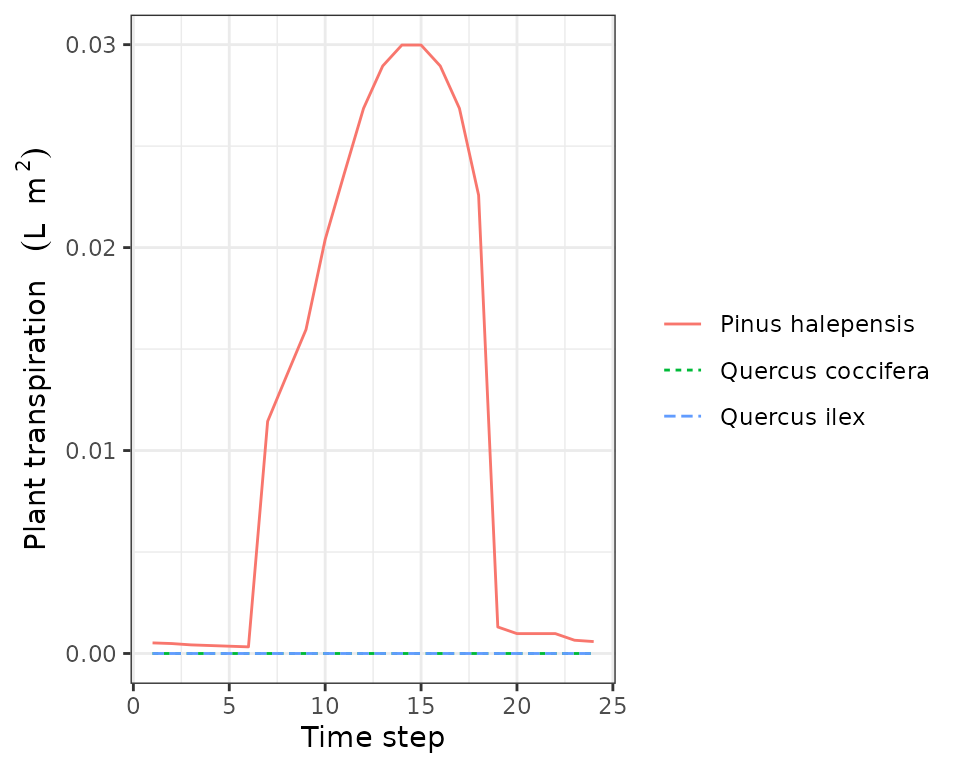 Plant transpiration (L m²)
0.03
0.02
0.01
0.00
0 5 10 15 20 25
Time step
Pinus halepensis
Quercus coccifera
Quercus ilex